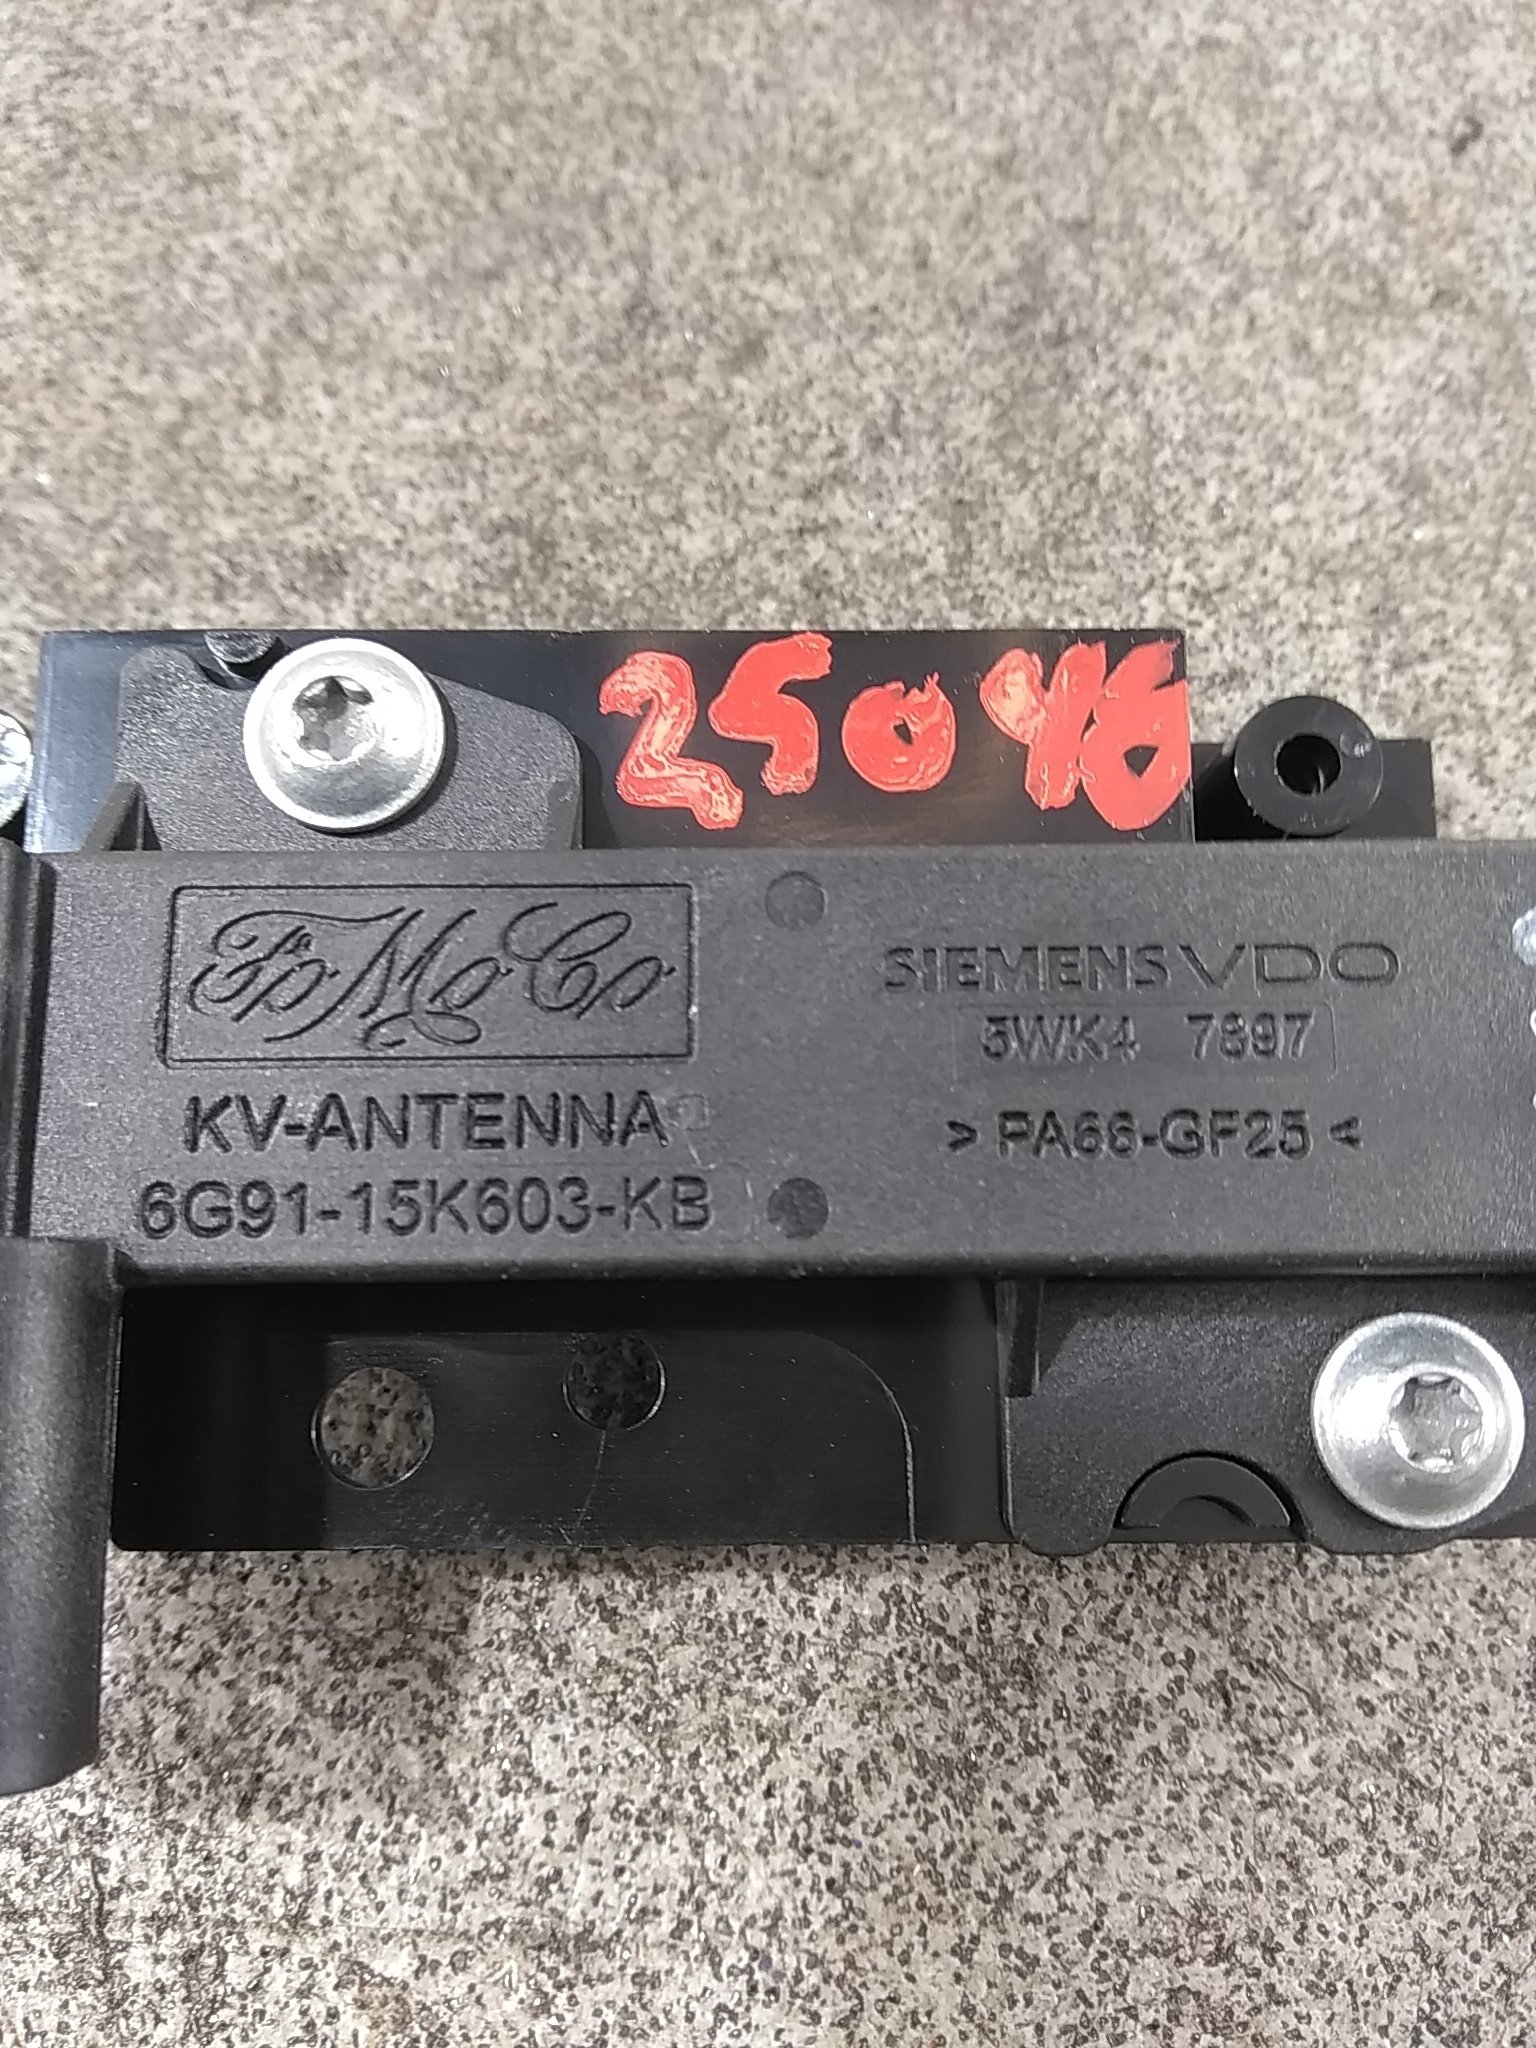 25046
FoMoCo
SIEMENS VDO
5WK4 7897
KV-ANTENNA
> PA66-GF25 <
6G91-15K603-KB